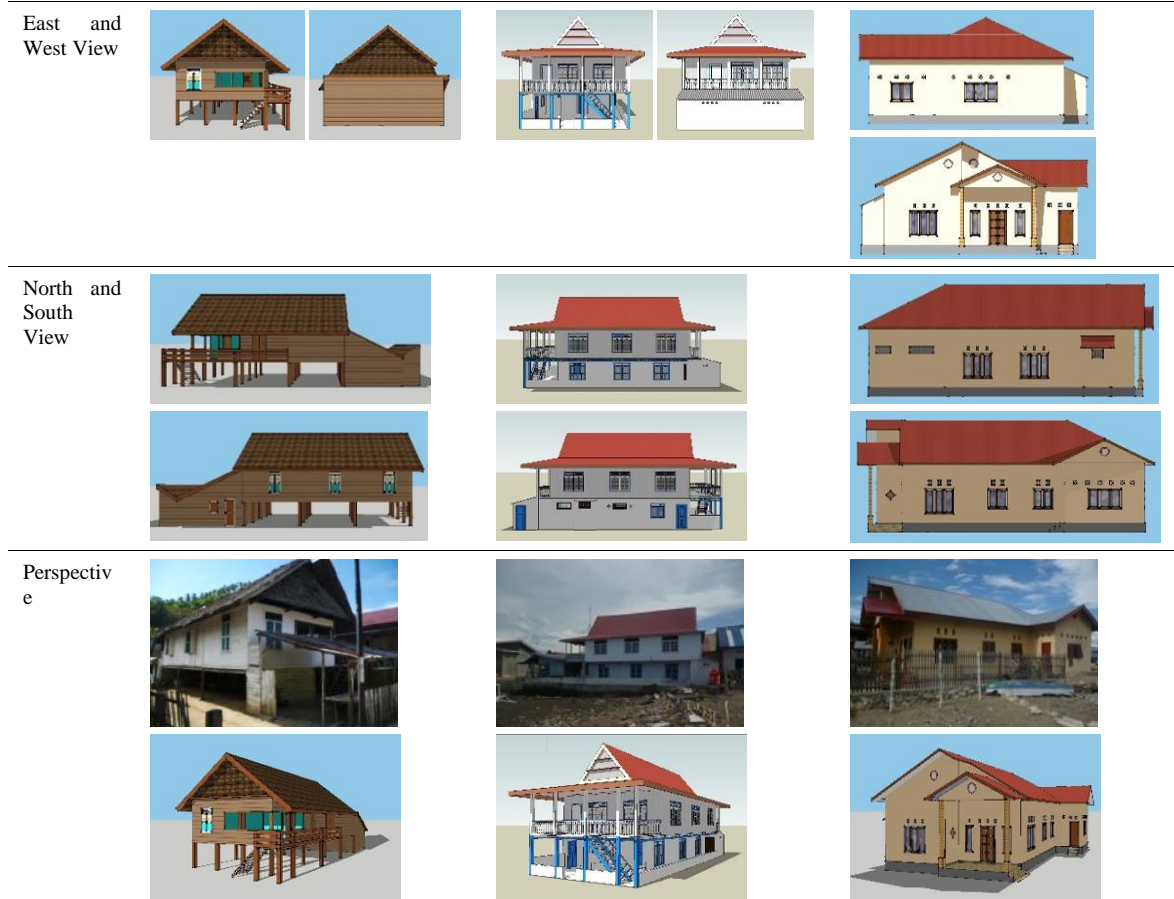 East and
West View
North and
South
View
Perspectiv
e